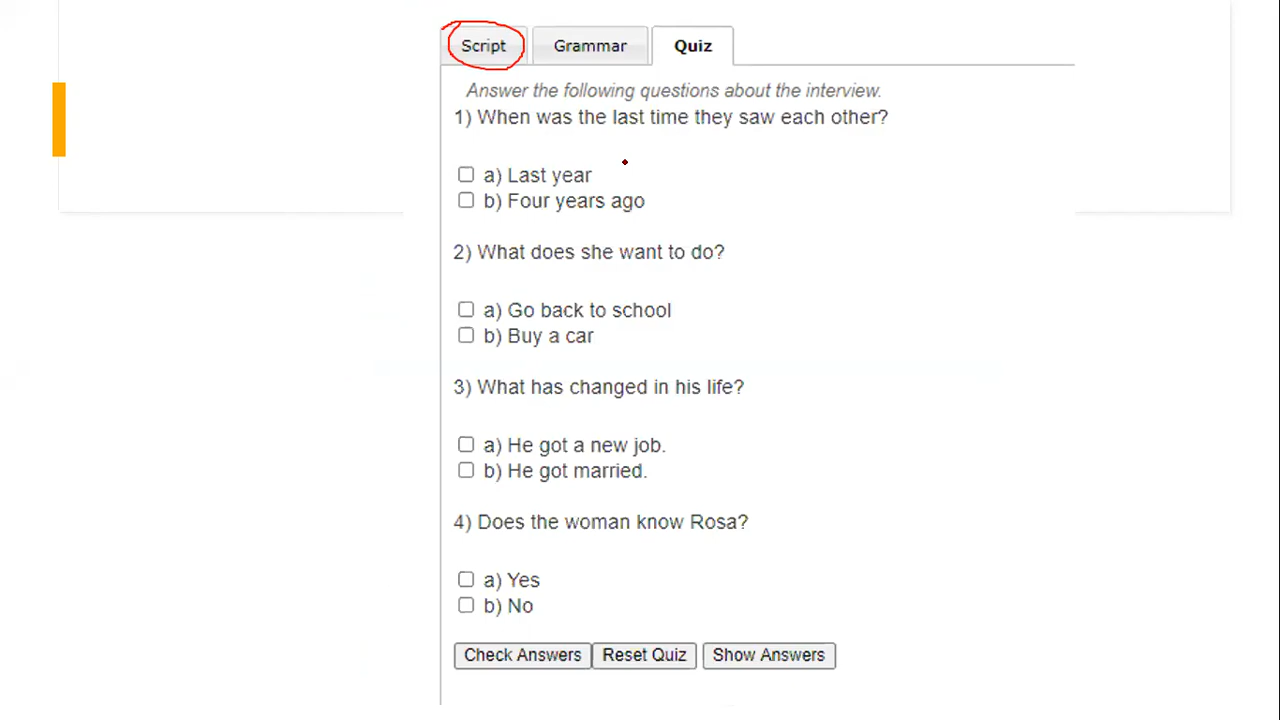 Script Grammar Quiz
Answer the following questions about the interview.
1) When was the last time they saw each other?
a) Last year
b) Four years ago
2) What does she want to do?
a) Go back to school
b) Buy a car
3) What has changed in his life?
a) He got a new job.
b) He got married.
4) Does the woman know Rosa?
a) Yes
b) No
Check Answers Reset Quiz Show Answers